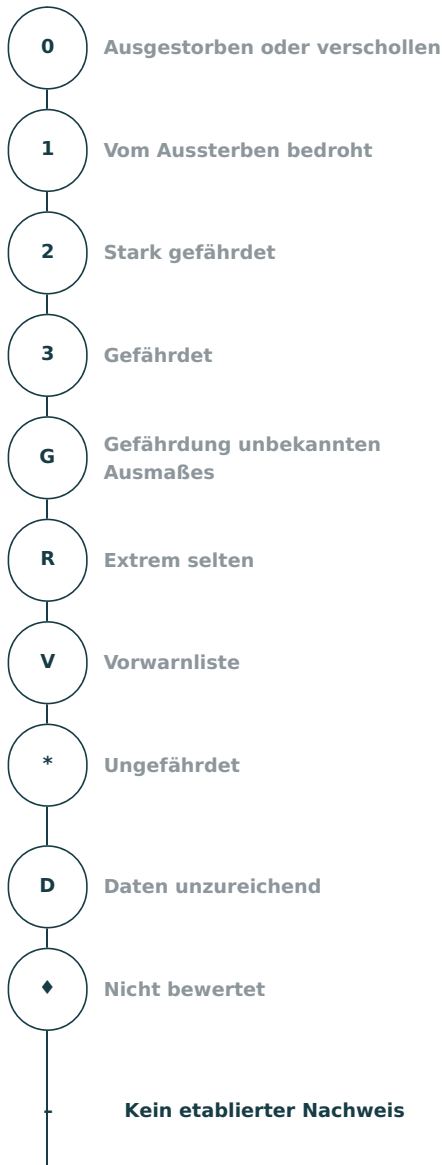 0 Ausgestorben oder verschollen
1 Vom Aussterben bedroht
2 Stark gefährdet
3 Gefährdet
G Gefährdung unbekannten
Ausmaßes
R Extrem selten
V Vorwarnliste
* Ungefährdet
D Daten unzureichend
♦ Nicht bewertet
- Kein etablierter Nachweis